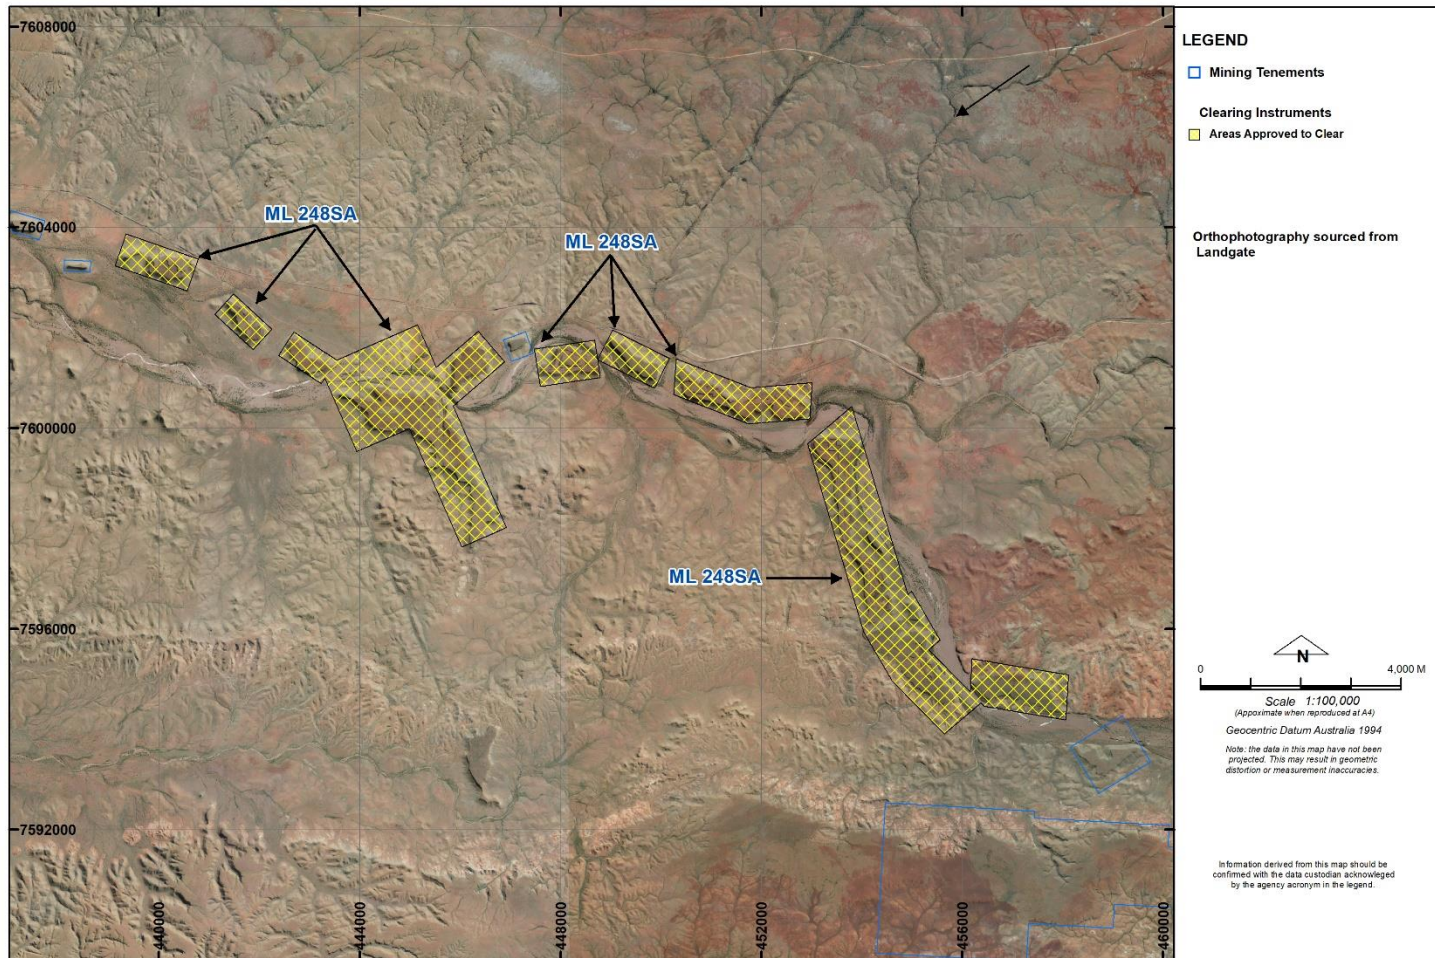 7608000
7604000
7600000
7596000
7592000
440000
444000
448000
452000
456000
460000
ML 248SA
ML 248SA
ML 248SA
LEGEND
Mining Tenements
Clearing Instruments
Areas Approved to Clear
Orthophotography sourced from
Landgate
N
0
4,000 M
Scale 1:100,000
(Appoximate when reproduced at A4)
Geocentric Datum Australia 1994
Note: the data in this map have not been
projected. This may result in geometric
distortion or measurement inaccuracies.
Information derived from this map should be
confirmed with the data custodian acknowleged
by the agency acronym in the legend.